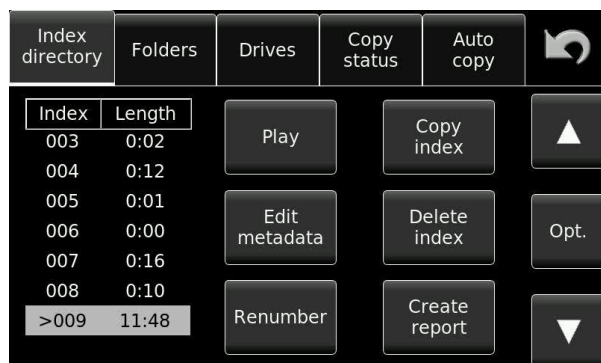 Index
directory
Folders
Drives
Copy
status
Auto
copy
Index Length
003 0:02
004 0:12
005 0:01
006 0:00
007 0:16
008 0:10
>009 11:48
Play
Copy
index
Edit
metadata
Delete
index
Opt.
Renumber
Create
report